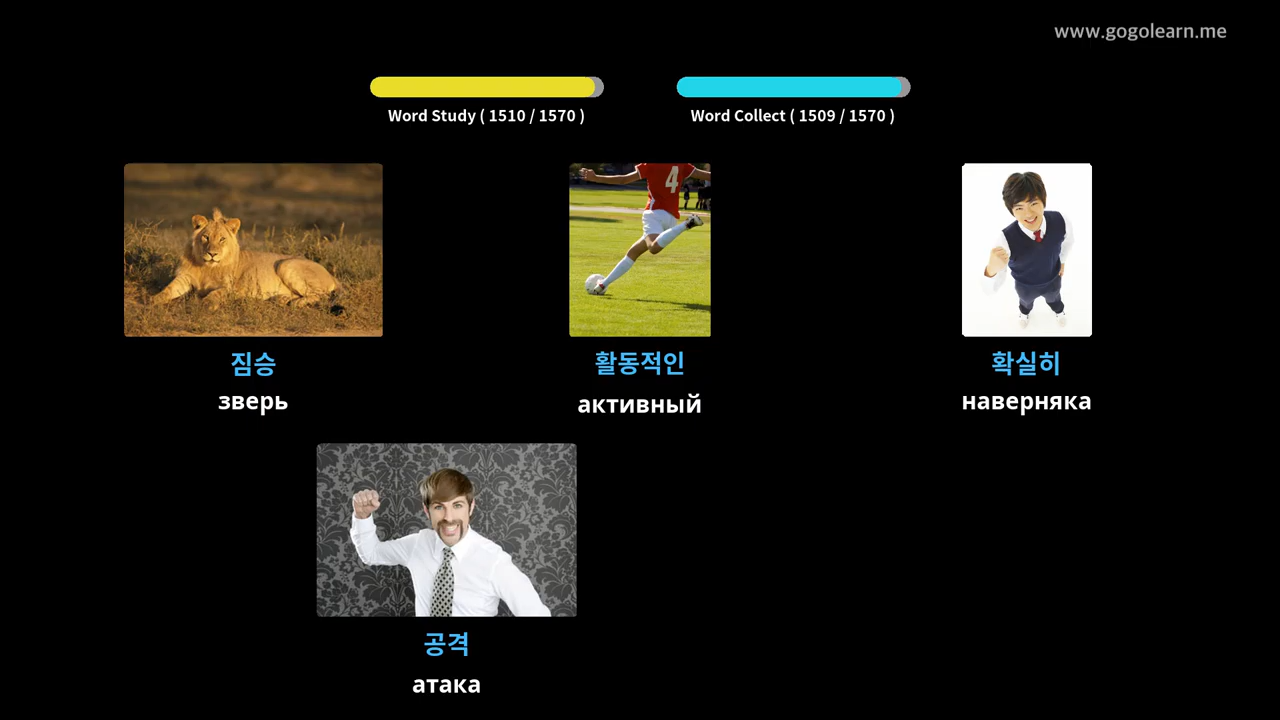 www.gogolearn.me
Word Study ( 1510 / 1570 )
Word Collect ( 1509 / 1570 )
4
짐승
зверь
활동적인
активный
확실히
наверняка
공격
атака